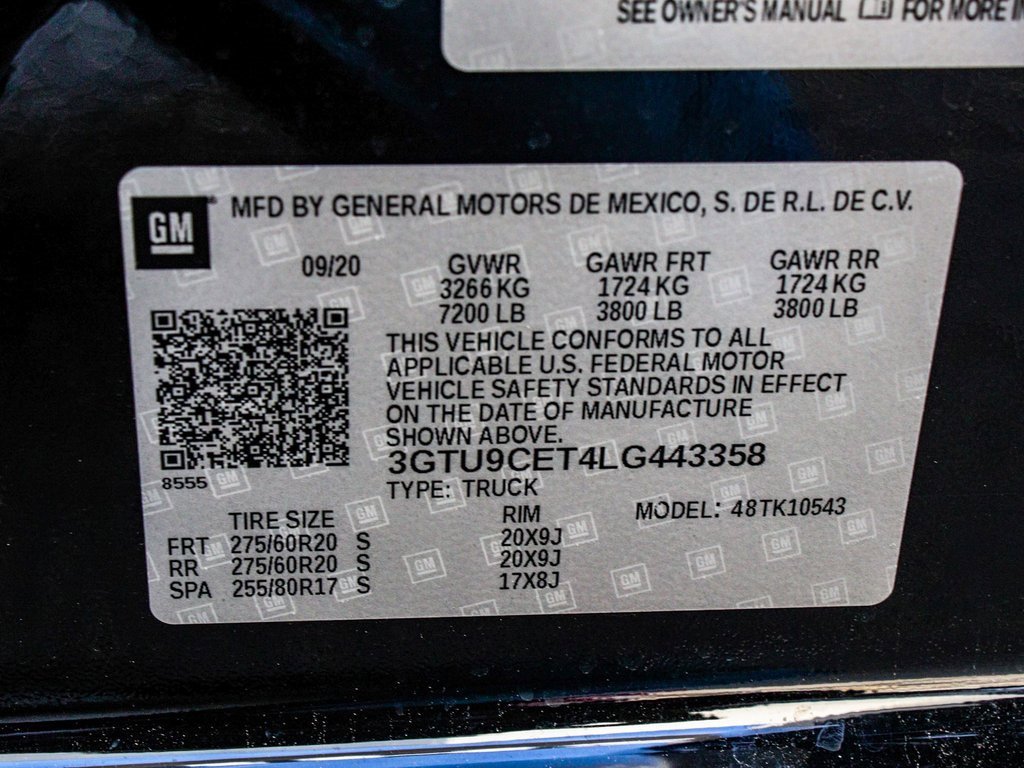 SEE OWNER'S MANUAL FOR MORE
GM
MFD BY GENERAL MOTORS DE MEXICO, S. DE R.L. DE C.V.
09/20 GVWR GAWR FRT GAWR RR
3266 KG 1724 KG 1724 KG
7200 LB 3800 LB 3800 LB
THIS VEHICLE CONFORMS TO ALL
APPLICABLE U.S. FEDERAL MOTOR
VEHICLE SAFETY STANDARDS IN EFFECT
ON THE DATE OF MANUFACTURE
SHOWN ABOVE.
3GTU9CET4LG443358
8555
TYPE: TRUCK
TIRE SIZE RIM MODEL: 48TK10543
FRT 275/60R20 S 20X9J
RR 275/60R20 S 20X9J
SPA 255/80R17 S 17X8J